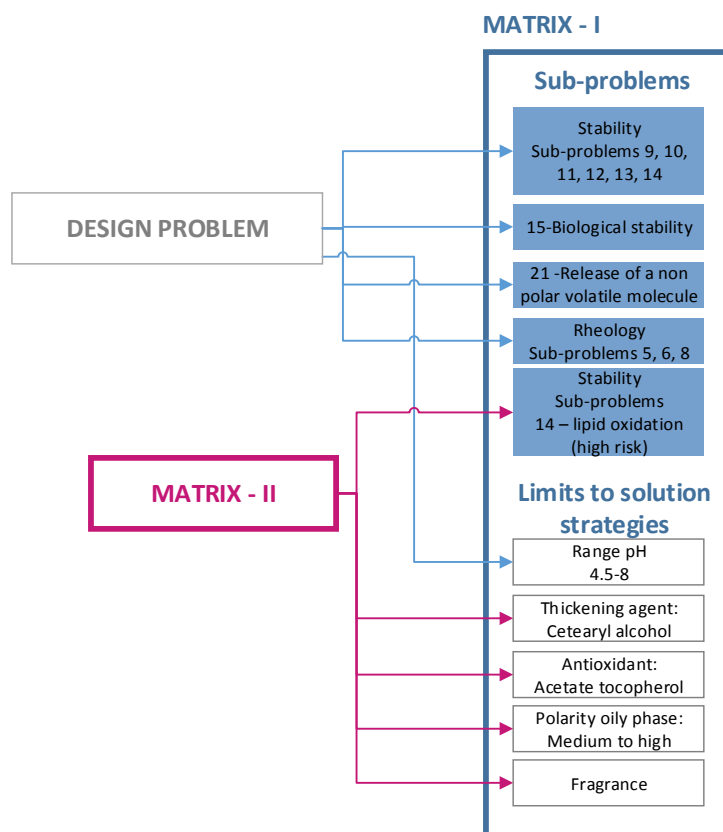 MATRIX - I
Sub-problems
Stability
Sub-problems 9, 10,
11, 12, 13, 14
DESIGN PROBLEM
15-Biological stability
21 -Release of a non
polar volatile molecule
Rheology
Sub-problems 5, 6, 8
Stability
Sub-problems
14 – lipid oxidation
(high risk)
MATRIX - II
Limits to solution
strategies
Range pH
4.5-8
Thickening agent:
Cetearyl alcohol
Antioxidant:
Acetate tocopherol
Polarity oily phase:
Medium to high
Fragrance